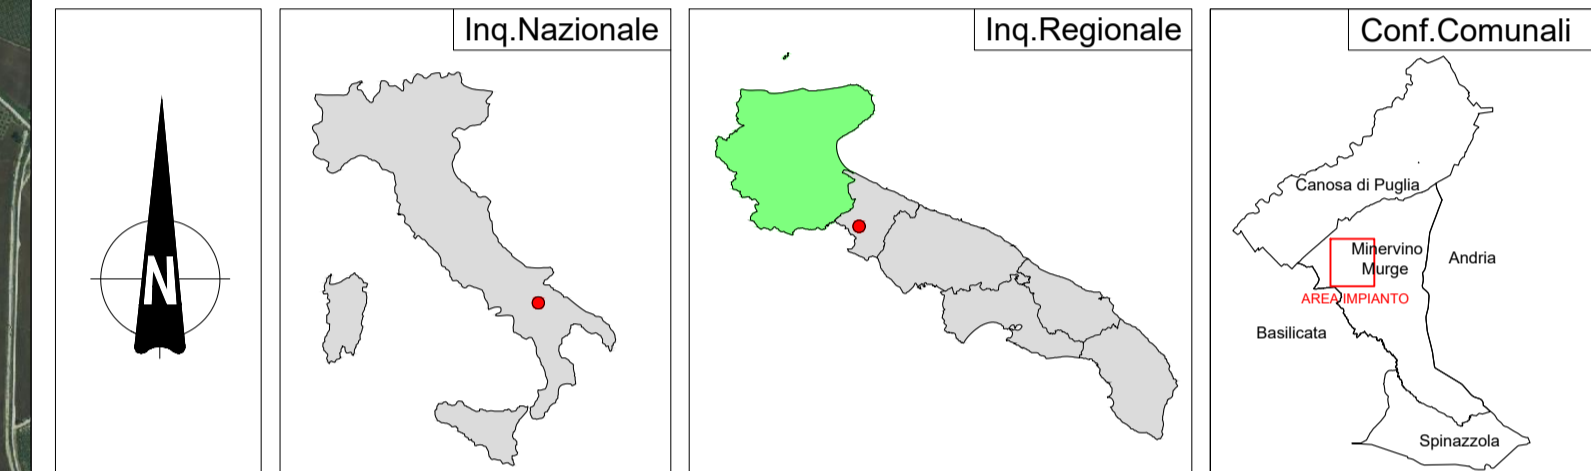 Inq.Nazionale
Inq.Regionale
Conf.Comunali
N
Canosa di Puglia
Minervino
Murge
Andria
AREA IMPIANTO
Basilicata
Spinazzola